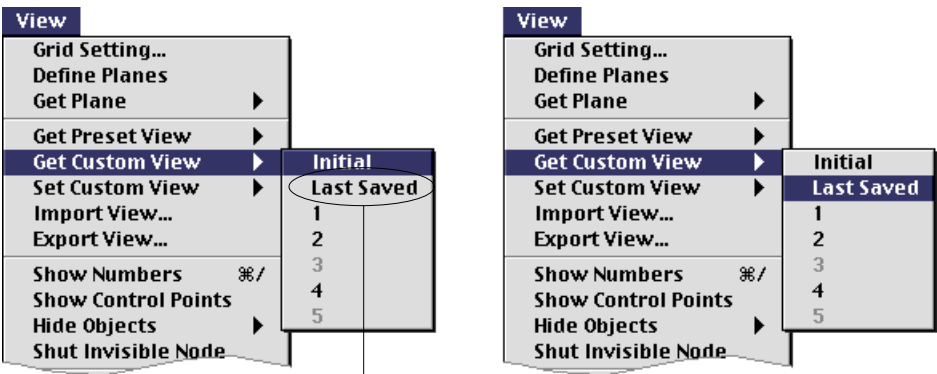 View
Grid Setting...
Define Planes
Get Plane
Get Preset View
Get Custom View
Set Custom View
Import View...
Export View...
Show Numbers ⌘/
Show Control Points
Hide Objects
Shut Invisible Node
Initial
Last Saved
1
2
3
4
5
View
Grid Setting...
Define Planes
Get Plane
Get Preset View
Get Custom View
Set Custom View
Import View...
Export View...
Show Numbers ⌘/
Show Control Points
Hide Objects
Shut Invisible Node
Initial
Last Saved
1
2
3
4
5